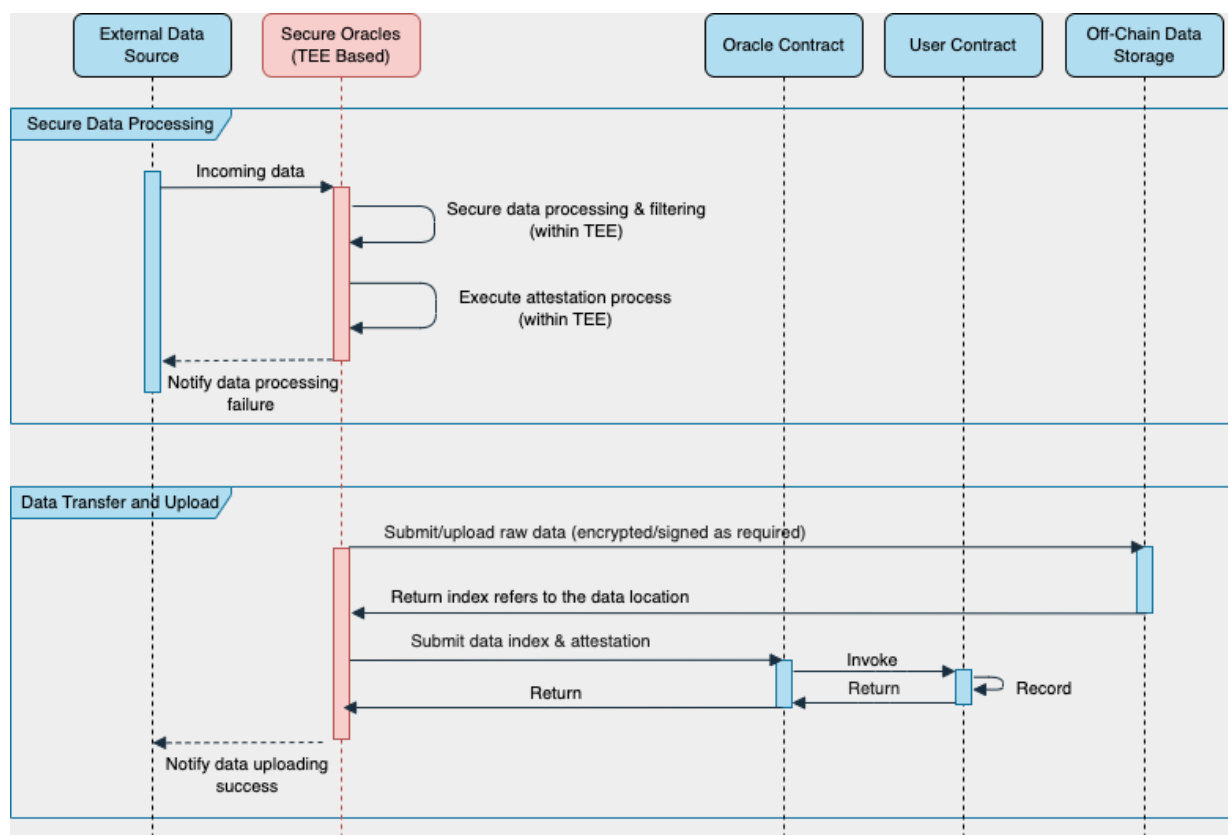 External Data
Source
Secure Oracles
(TEE Based)
Oracle Contract
User Contract
Off-Chain Data
Storage
Secure Data Processing
Incoming data
Secure data processing & filtering
(within TEE)
Execute attestation process
(within TEE)
Notify data processing
failure
Data Transfer and Upload
Submit/upload raw data (encrypted/signed as required)
Return index refers to the data location
Submit data index & attestation
Invoke
Return
Record
Return
Notify data uploading
success